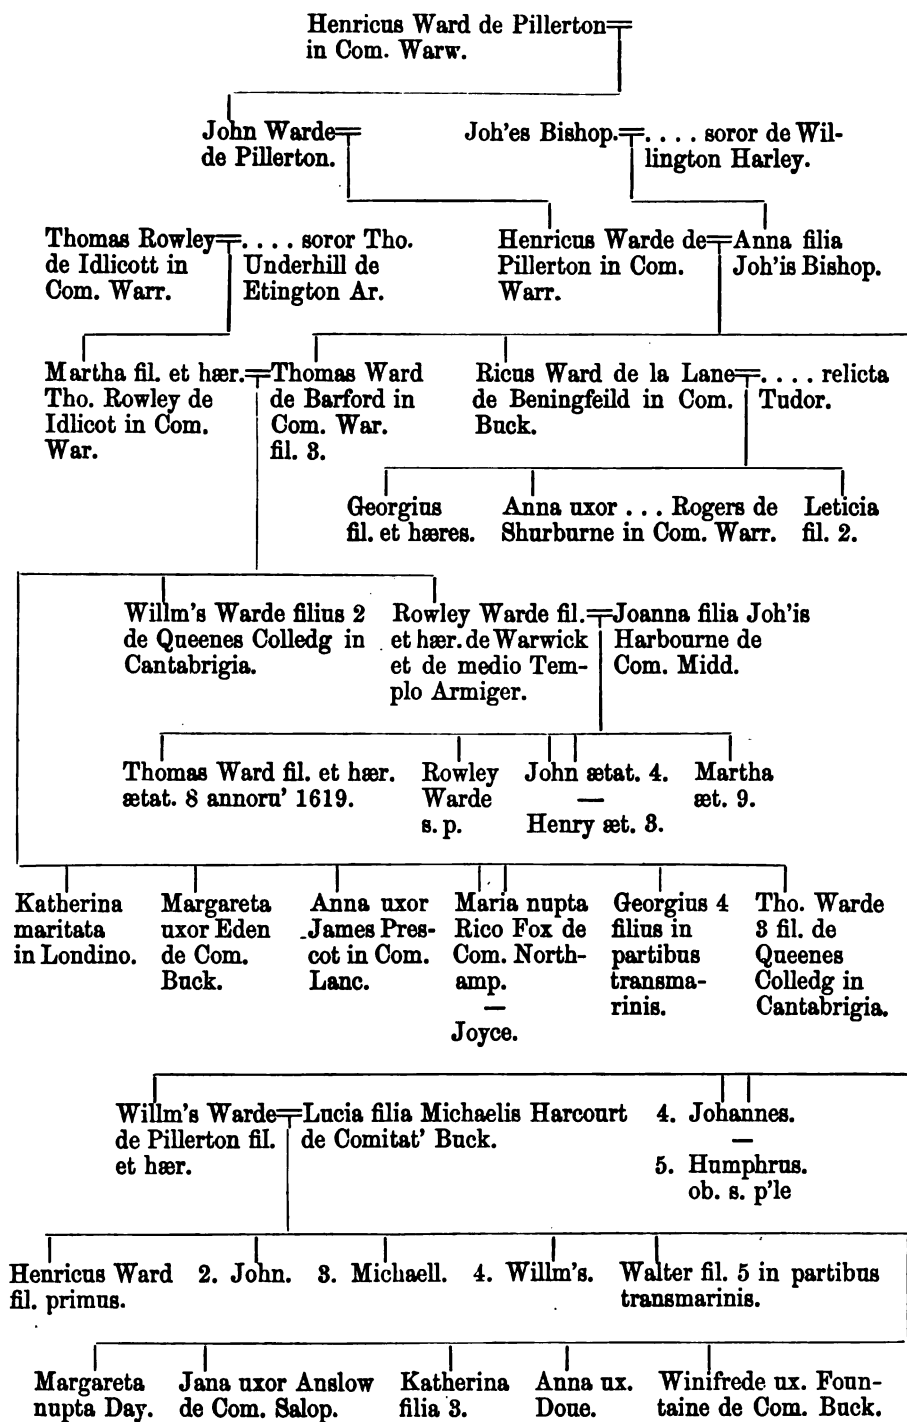 Henricus Ward de Pillerton
in Com. Warw.
John Warde
de Pillerton.
Joh'es Bishop.
. . . . soror de Wil-
lington Harley.
Thomas Rowley
de Idlicott in
Com. Warr.
. . . . soror Tho.
Underhill de
Etington Ar.
Henricus Warde de
Pillerton in Com.
Warr.
Anna filia
Joh'is Bishop.
Martha fil. et hær.
Tho. Rowley de
Idlicot in Com.
War.
Thomas Ward
de Barford in
Com. War.
fil. 3.
Ricus Ward de la Lane
de Beningfeild in Com.
Buck.
. . . . relicta
Tudor.
Georgius
fil. et hæres.
Anna uxor . . . Rogers de
Shurburne in Com. Warr.
Leticia
fil. 2.
Willm's Warde filius 2
de Queenes Colledg in
Cantabrigia.
Rowley Warde fil.
et hær. de Warwick
et de medio Tem-
plo Armiger.
Joanna filia Joh'is
Harbourne de
Com. Midd.
Thomas Ward fil. et hær.
ætat. 8 annoru' 1619.
Rowley
Warde
s. p.
John ætat. 4.
—
Henry æt. 3.
Martha
æt. 9.
Katherina
maritata
in Londino.
Margareta
uxor Eden
de Com.
Buck.
Anna uxor
James Pres-
cot in Com.
Lanc.
Maria nupta
Rico Fox de
Com. North-
amp.
—
Joyce.
Georgius 4
filius in
partibus
transma-
rinis.
Tho. Warde
3 fil. de
Queenes
Colledg in
Cantabrigia.
Willm's Warde
de Pillerton fil.
et hær.
Lucia filia Michaelis Harcourt
de Comitat' Buck.
4. Johannes.
—
5. Humphrus.
ob. s. p'le
Henricus Ward
fil. primus.
2. John.
3. Michaell.
4. Willm's.
Walter fil. 5 in partibus
transmarinis.
Margareta
nupta Day.
Jana uxor Anslow
de Com. Salop.
Katherina
filia 3.
Anna ux.
Doue.
Winifrede ux. Foun-
taine de Com. Buck.